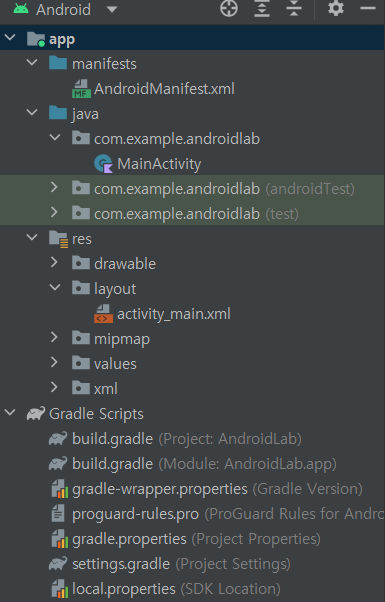 Android
app
manifests
AndroidManifest.xml
java
com.example.androidlab
MainActivity
com.example.androidlab (androidTest)
com.example.androidlab (test)
res
drawable
layout
activity_main.xml
mipmap
values
xml
Gradle Scripts
build.gradle (Project: AndroidLab)
build.gradle (Module: AndroidLab.app)
gradle-wrapper.properties (Gradle Version)
proguard-rules.pro (ProGuard Rules for Andro
gradle.properties (Project Properties)
settings.gradle (Project Settings)
local.properties (SDK Location)